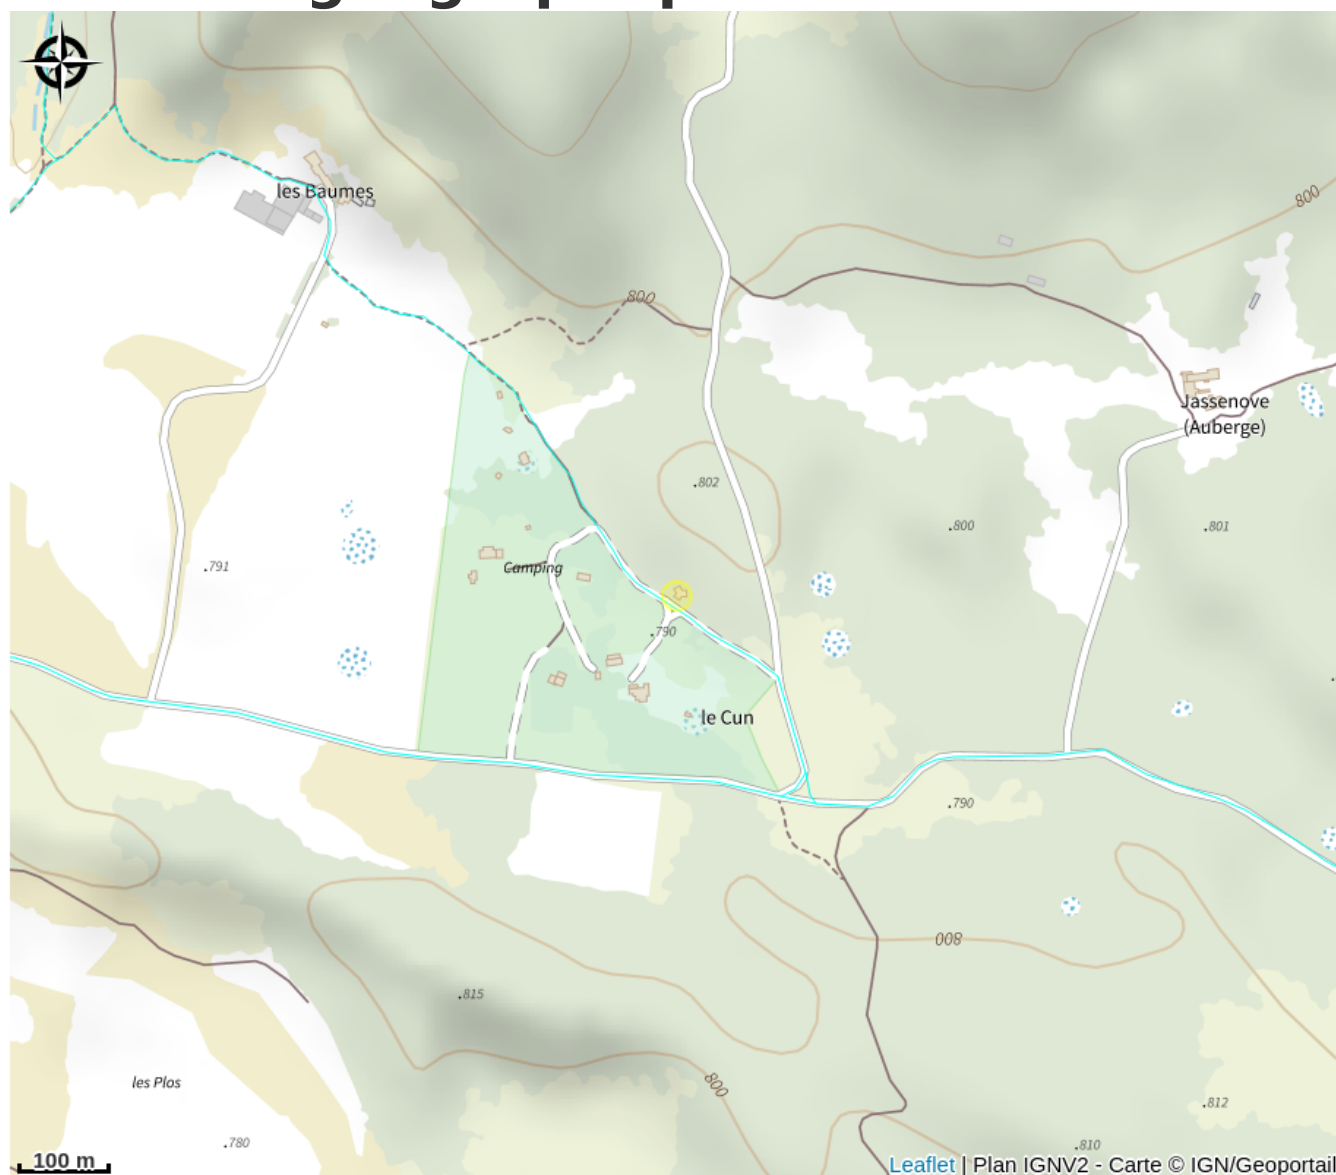 les Baumes
800
800
Jassenove
(Auberge)
.802
.800
.801
.791
Camping
.790
le Cun
.790
800
.815
800
les Plos
.812
.780
.810
100 m
Leaflet | Plan IGNV2 - Carte © IGN/Geoportail